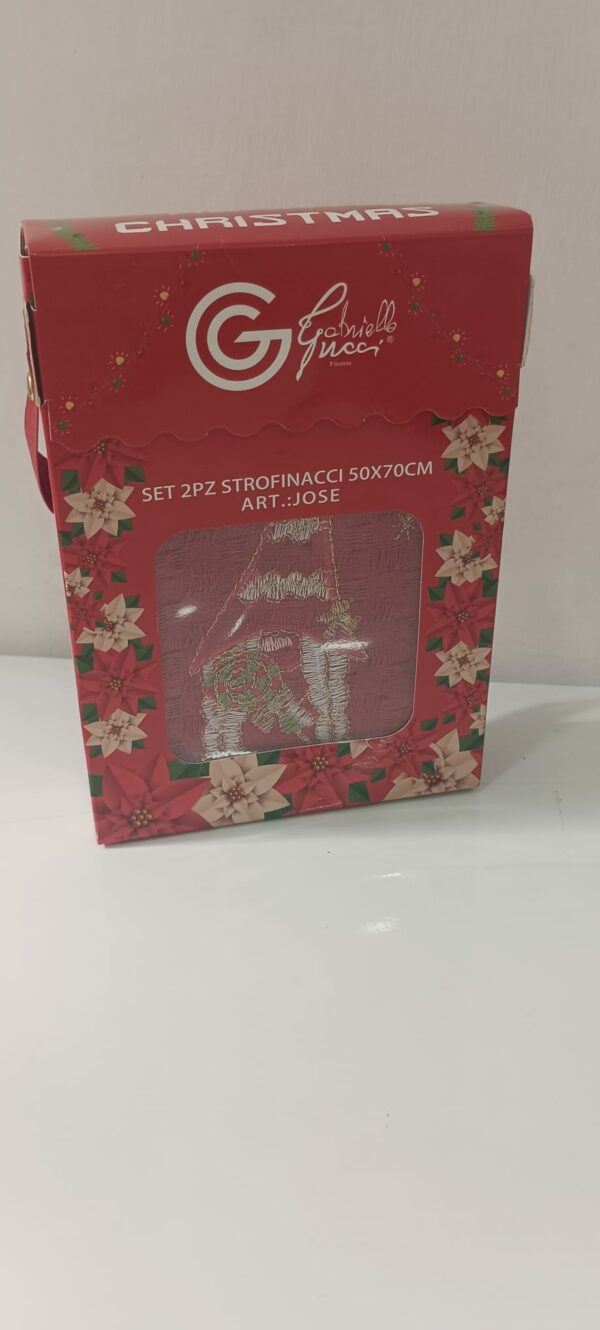 CHRISTMAS
G
Gabriella
Gucci®
Firenze
SET 2PZ STROFINACCI 50X70CM
ART.:JOSE